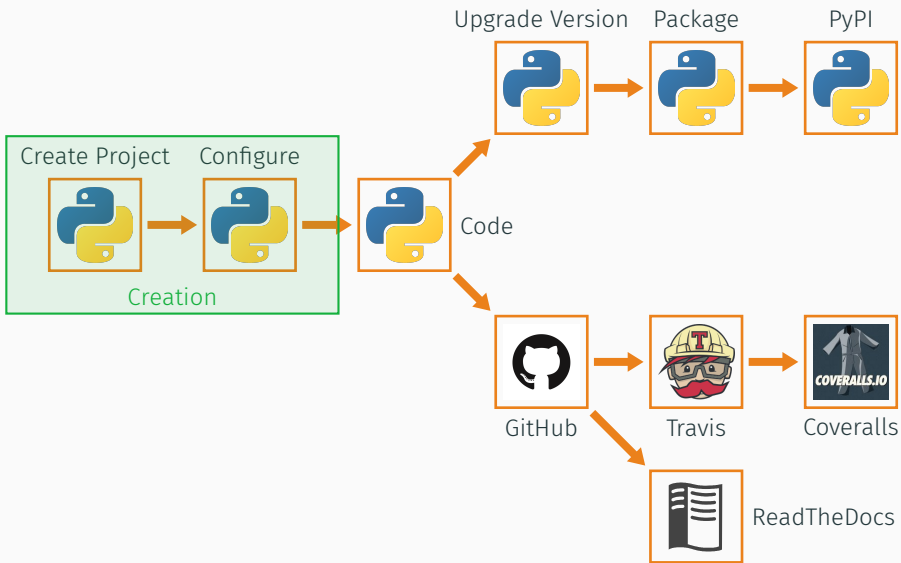 Upgrade Version
Package
PyPI
Create Project
Configure
Code
Creation
T
COVERALLS.IO
GitHub
Travis
Coveralls
ReadTheDocs